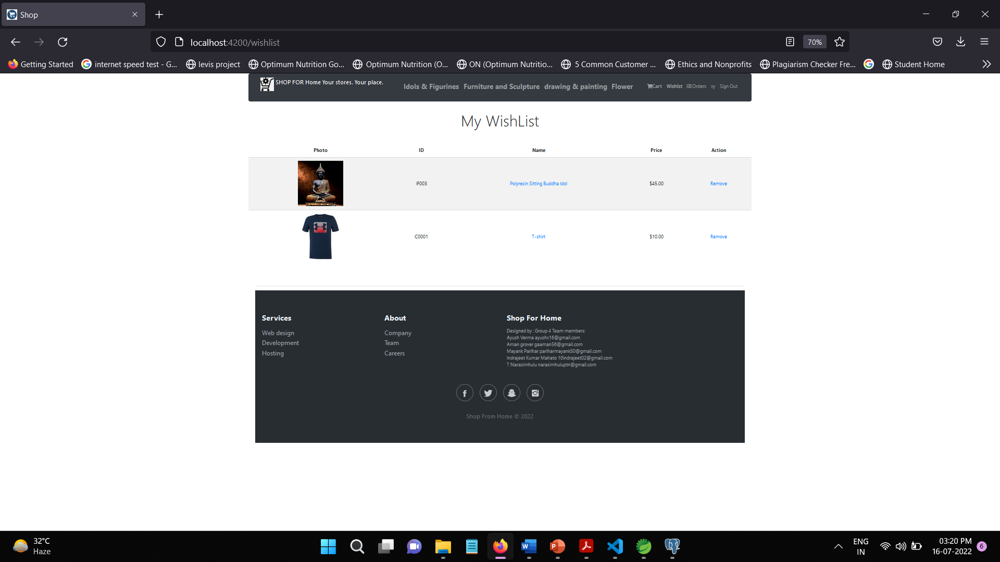 Shop
localhost:4200/wishlist
70%
Getting Started
internet speed test - G...
levis project
Optimum Nutrition Go...
Optimum Nutrition (O...
ON (Optimum Nutritio...
5 Common Customer ...
Ethics and Nonprofits
Plagiarism Checker Fre...
Student Home
SHOP FOR Home Your stores. Your place.
Idols & Figurines Furniture and Sculpture drawing & painting Flower
Cart Wishlist Orders xy Sign Out
My WishList
Photo ID Name Price Action
IF003 Polyresin Sitting Buddha Idol $45.00 Remove
C0001 T-shirt $10.00 Remove
Services
Web design
Development
Hosting
About
Company
Team
Careers
Shop For Home
Designed by : Group 4 Team members:
Ayush Verma ayushx16@gmail.com
Aman grover gaaman56@gmail.com
Mayank Parihar pariharmayank50@gmail.com
Indrajeet Kumar Mahato 10indrajeet02@gmail.com
T Narasimhulu narasimhuluptn@gmail.com
Shop From Home © 2022
32°C
Haze
ENG
IN
03:20 PM
16-07-2022
6